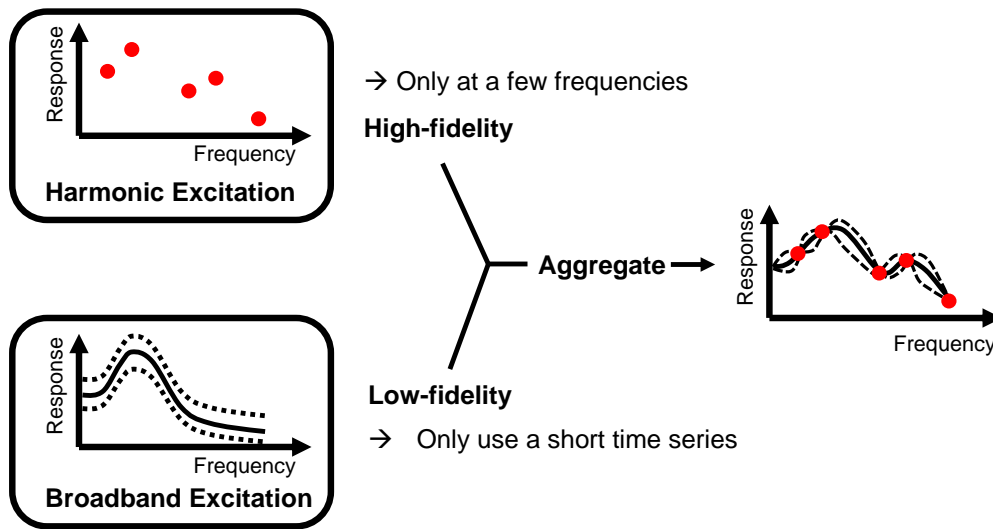 Response
Frequency
Harmonic Excitation
→ Only at a few frequencies
High-fidelity
Aggregate
Response
Frequency
Response
Frequency
Broadband Excitation
Low-fidelity
→ Only use a short time series